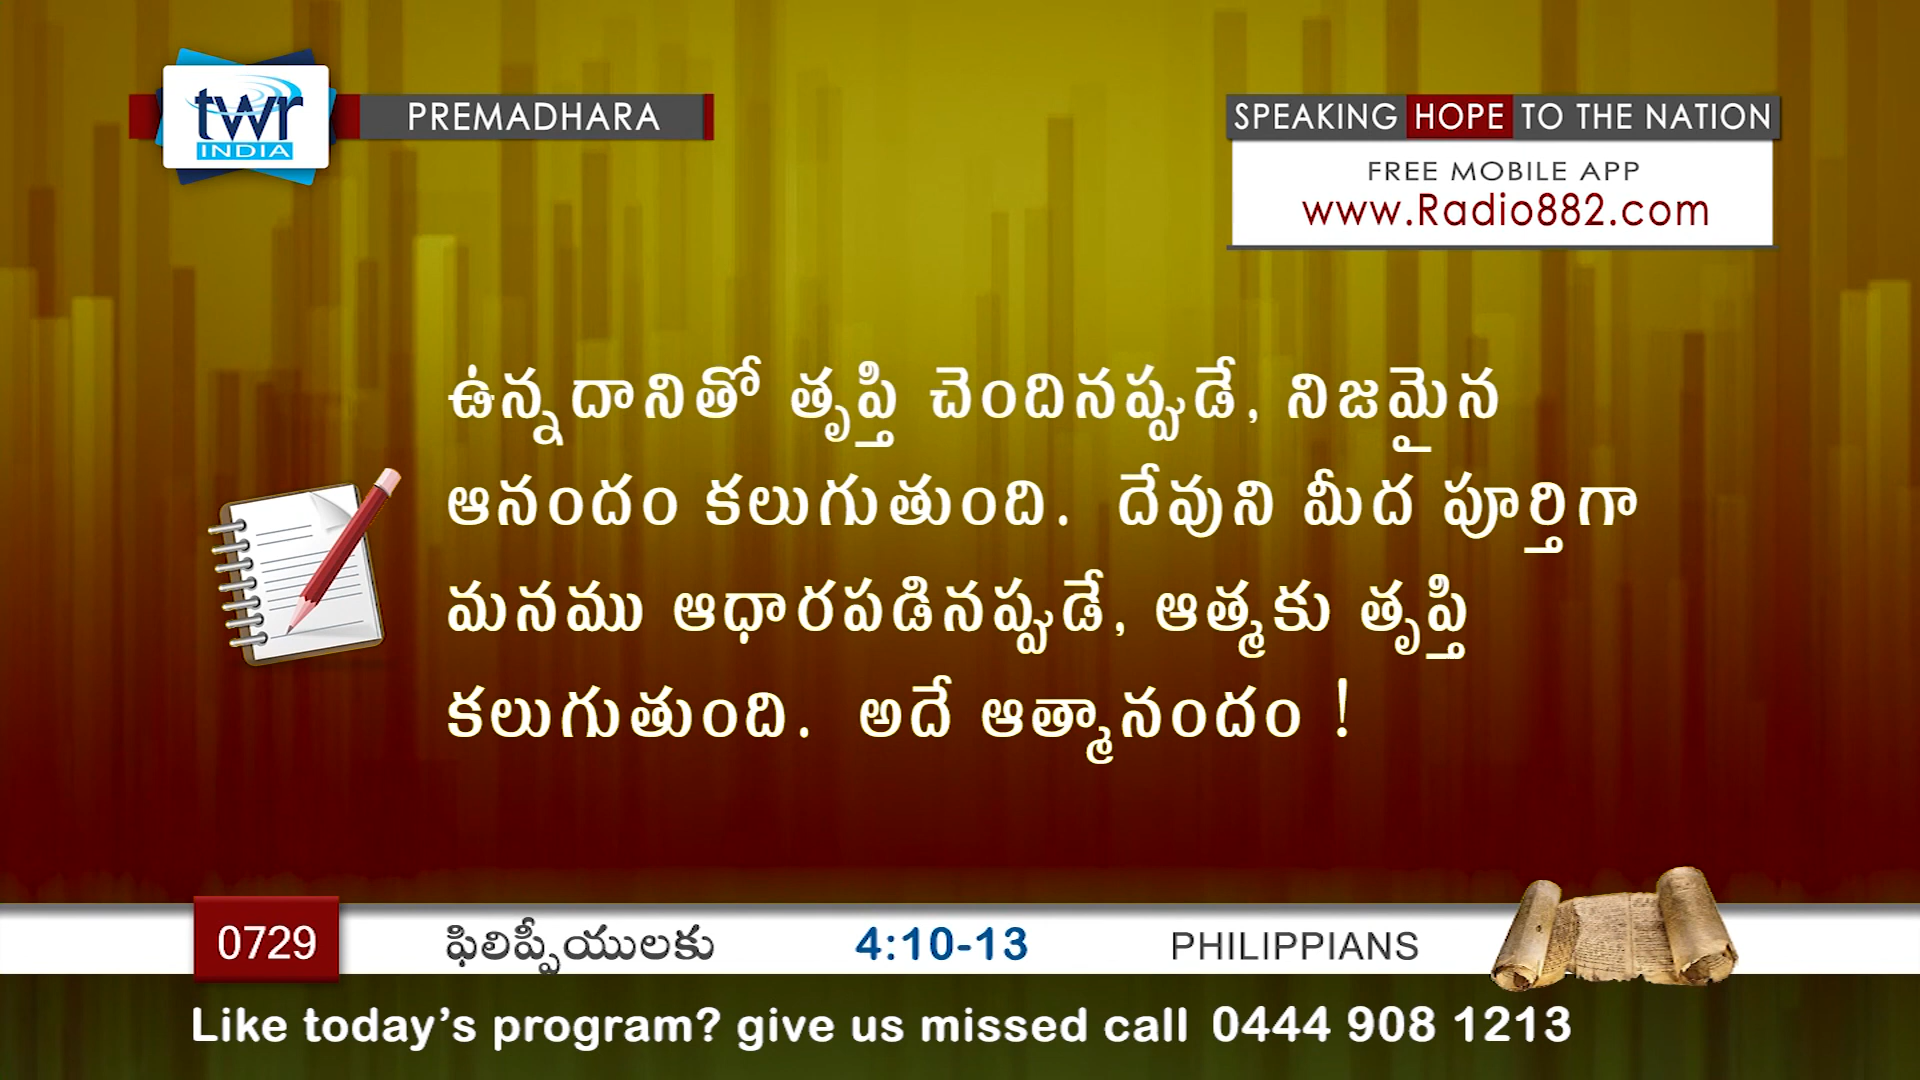 twr
INDIA
PREMADHARA
SPEAKING HOPE TO THE NATION
FREE MOBILE APP
www.Radio882.com
ఉన్నదానితో తృప్తి చెందినప్పుడే, నిజమైన
ఆనందం కలుగుతుంది. దేవుని మీద పూర్తిగా
మనము ఆధారపడినప్పుడే, ఆత్మకు తృప్తి
కలుగుతుంది. అదే ఆత్మానందం !
0729 ఫిలిప్పీయులకు 4:10-13 PHILIPPIANS
Like today's program? give us missed call 0444 908 1213